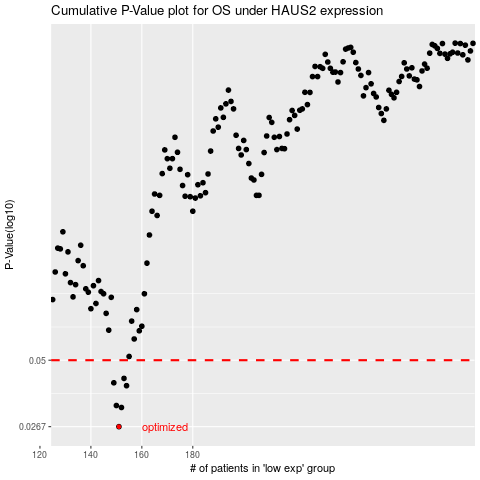 Cumulative P-Value plot for OS under HAUS2 expression
P-Value(log10)
0.05
0.0267
optimized
120 140 160 180
# of patients in 'low exp' group